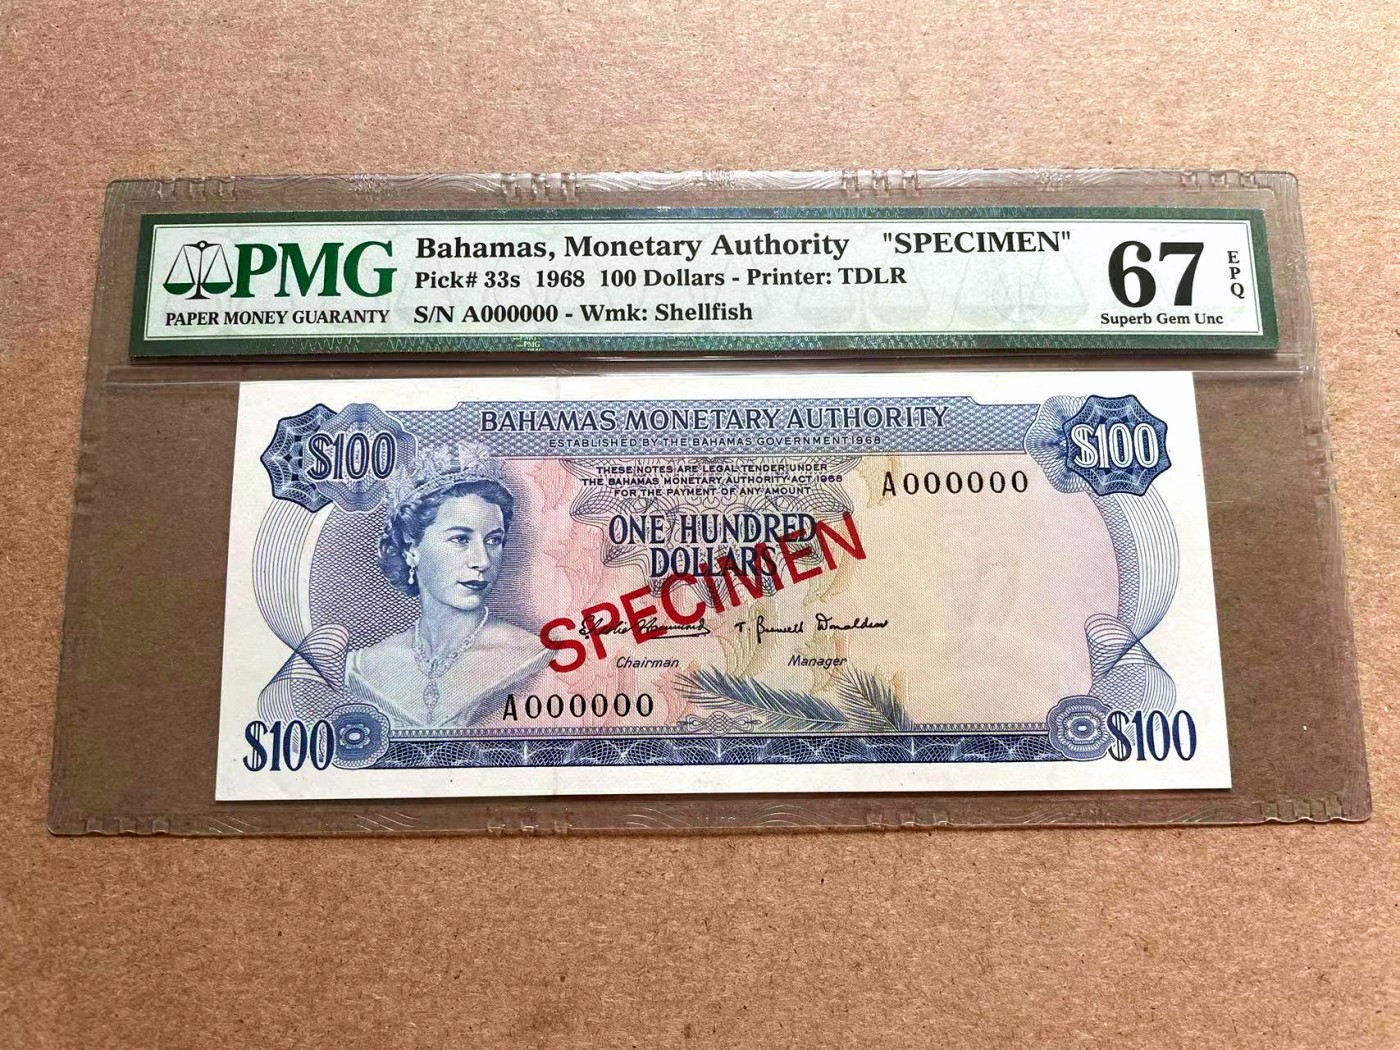 PMG
PAPER MONEY GUARANTY
Bahamas, Monetary Authority "SPECIMEN"
Pick# 33s 1968 100 Dollars - Printer: TDLR
S/N A000000 - Wmk: Shellfish
67
EPQ
Superb Gem Unc
PMG
BAHAMAS MONETARY AUTHORITY
ESTABLISHED BY THE BAHAMAS GOVERNMENT 1968
$100
$100
THESE NOTES ARE LEGAL TENDER UNDER
THE BAHAMAS MONETARY AUTHORITY ACT 1968
FOR THE PAYMENT OF ANY AMOUNT
A000000
ONE HUNDRED
DOLLARS
SPECIMEN
T. Donaldson
Chairman
Manager
A000000
$100
$100